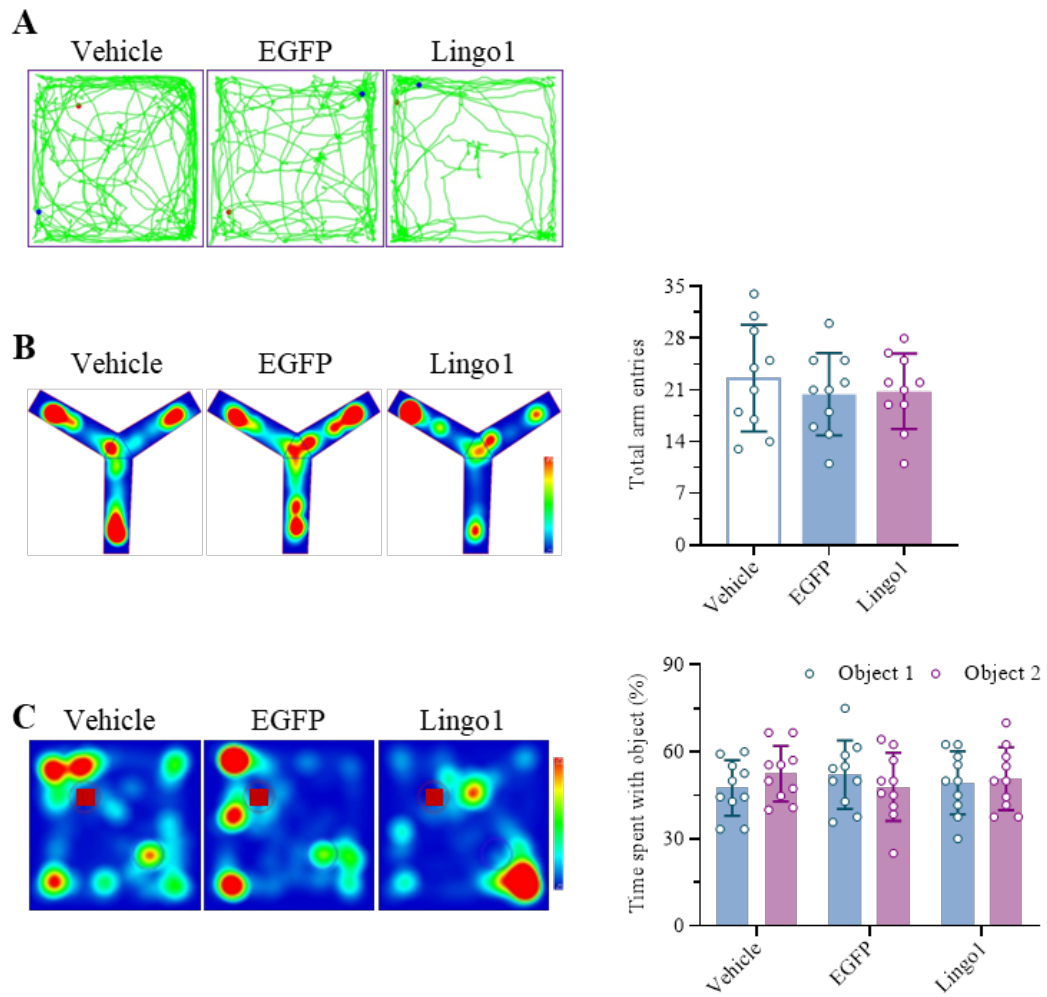 A
Vehicle EGFP Lingo1
B
Vehicle EGFP Lingo1
35
28
21
14
7
0
Total arm entries
Vehicle EGFP Lingo1
C
Vehicle EGFP Lingo1
90
60
30
0
Time spent with object (%)
Object 1 Object 2
Vehicle EGFP Lingo1